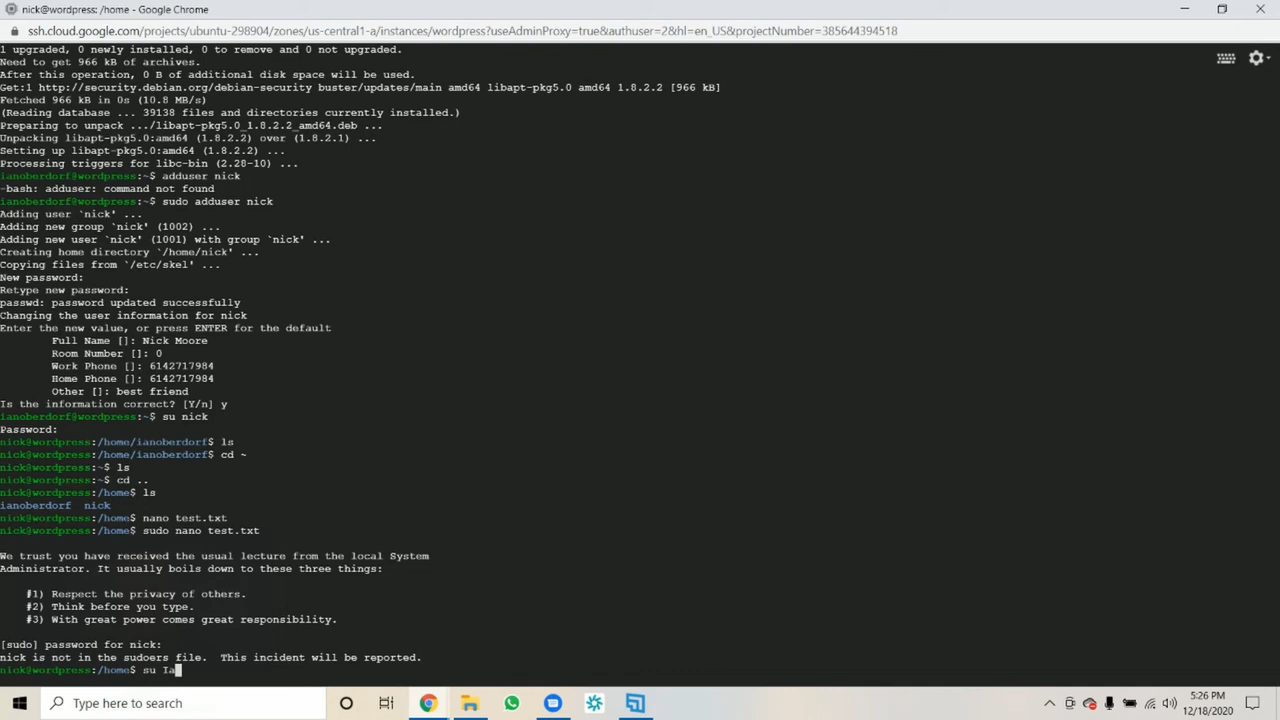 nick@wordpress: /home - Google Chrome
ssh.cloud.google.com/projects/ubuntu-298904/zones/us-central1-a/instances/wordpress?useAdminProxy=true&authuser=2&hl=en_US&projectNumber=385644394518
1 upgraded, 0 newly installed, 0 to remove and 0 not upgraded.
Need to get 966 kB of archives.
After this operation, 0 B of additional disk space will be used.
Get:1 http://security.debian.org/debian-security buster/updates/main amd64 libapt-pkg5.0 amd64 1.8.2.2 [966 kB]
Fetched 966 kB in 0s (10.8 MB/s)
(Reading database ... 39138 files and directories currently installed.)
Preparing to unpack .../libapt-pkg5.0_1.8.2.2_amd64.deb ...
Unpacking libapt-pkg5.0:amd64 (1.8.2.2) over (1.8.2.1) ...
Setting up libapt-pkg5.0:amd64 (1.8.2.2) ...
Processing triggers for libc-bin (2.28-10) ...
ianoberdorf@wordpress:~$ adduser nick
-bash: adduser: command not found
ianoberdorf@wordpress:~$ sudo adduser nick
Adding user `nick' ...
Adding new group `nick' (1002) ...
Adding new user `nick' (1001) with group `nick' ...
Creating home directory `/home/nick' ...
Copying files from `/etc/skel' ...
New password:
Retype new password:
passwd: password updated successfully
Changing the user information for nick
Enter the new value, or press ENTER for the default
Full Name []: Nick Moore
Room Number []: 0
Work Phone []: 6142717984
Home Phone []: 6142717984
Other []: best friend
Is the information correct? [Y/n] y
ianoberdorf@wordpress:~$ su nick
Password:
nick@wordpress:/home/ianoberdorf$ ls
nick@wordpress:/home/ianoberdorf$ cd ~
nick@wordpress:~$ ls
nick@wordpress:~$ cd ..
nick@wordpress:/home$ ls
ianoberdorf nick
nick@wordpress:/home$ nano test.txt
nick@wordpress:/home$ sudo nano test.txt
We trust you have received the usual lecture from the local System
Administrator. It usually boils down to these three things:
#1) Respect the privacy of others.
#2) Think before you type.
#3) With great power comes great responsibility.
[sudo] password for nick:
nick is not in the sudoers file. This incident will be reported.
nick@wordpress:/home$ su Ia
Type here to search
5:26 PM
12/18/2020